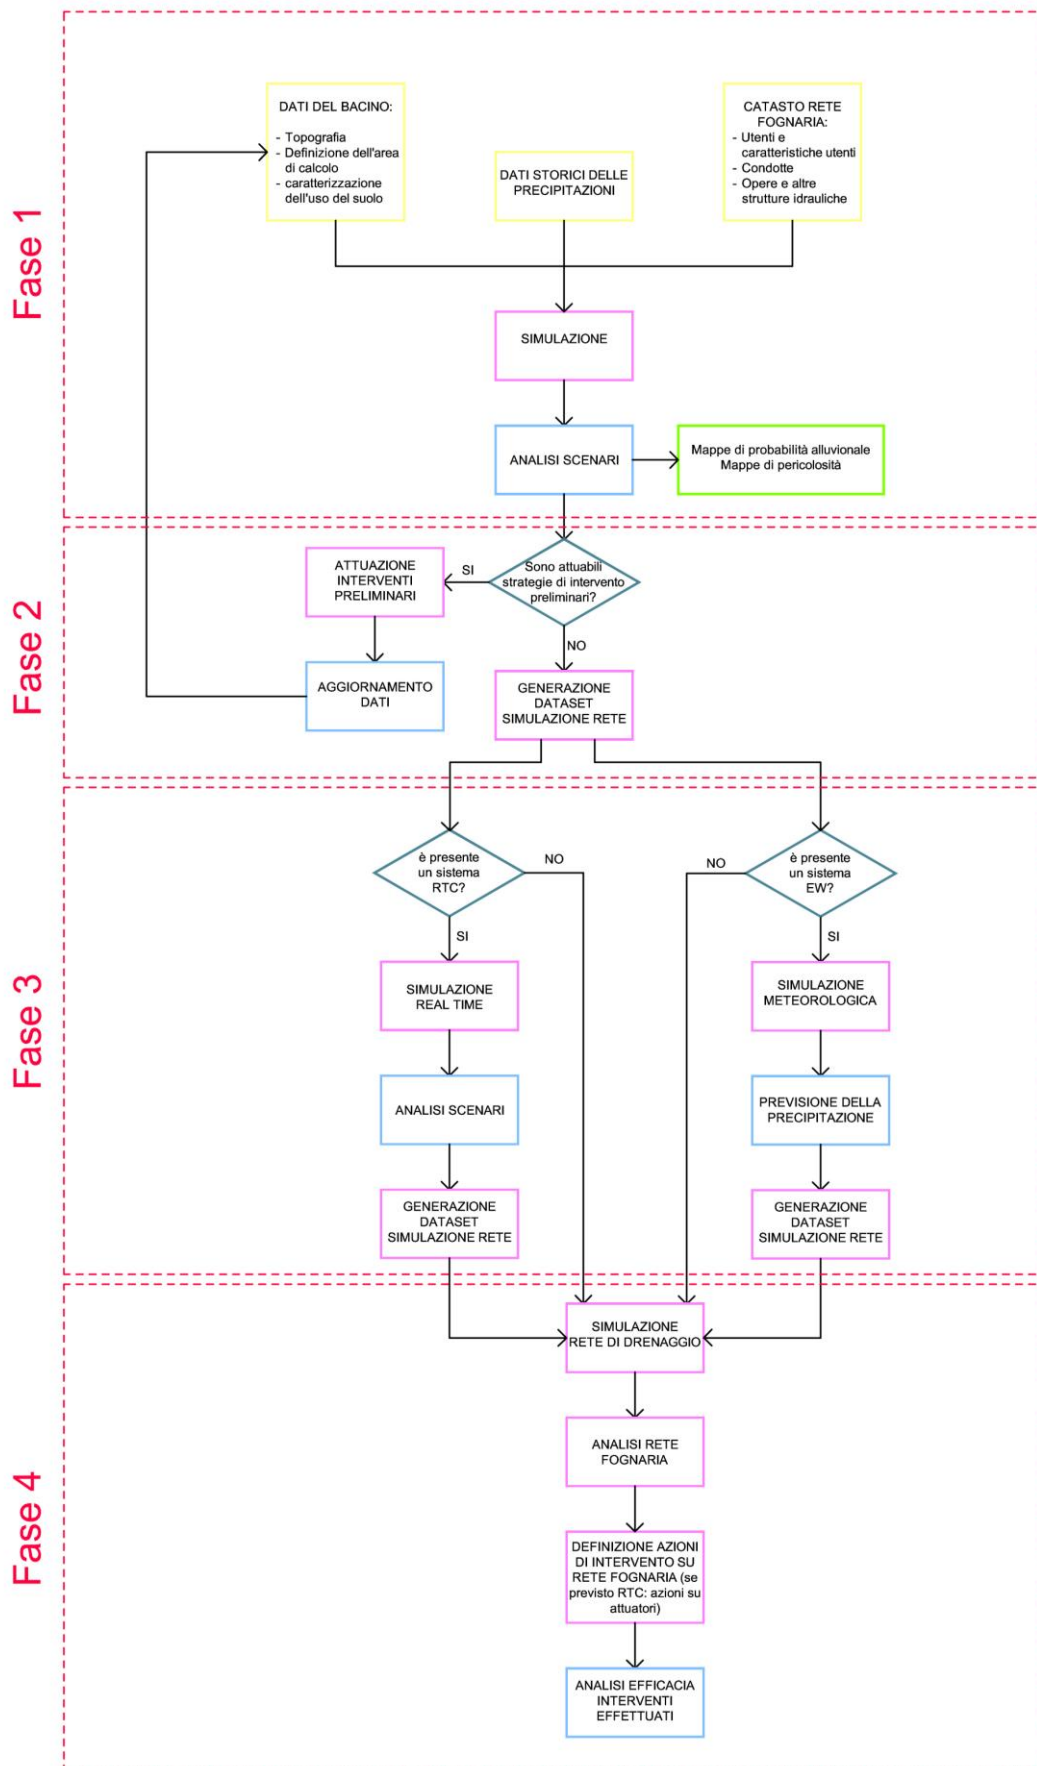 Fase 1
DATI DEL BACINO:
- Topografia
- Definizione dell'area
di calcolo
- caratterizzazione
dell'uso del suolo
DATI STORICI DELLE
PRECIPITAZIONI
CATASTO RETE
FOGNARIA:
- Utenti e
caratteristiche utenti
- Condotte
- Opere e altre
strutture idrauliche
SIMULAZIONE
ANALISI SCENARI
Mappe di probabilità alluvionale
Mappe di pericolosità
Fase 2
Sono attuabili
strategie di intervento
preliminari?
SI
ATTUAZIONE
INTERVENTI
PRELIMINARI
AGGIORNAMENTO
DATI
NO
GENERAZIONE
DATASET
SIMULAZIONE RETE
Fase 3
è presente
un sistema
RTC?
NO
SI
SIMULAZIONE
REAL TIME
ANALISI SCENARI
GENERAZIONE
DATASET
SIMULAZIONE RETE
è presente
un sistema
EW?
NO
SI
SIMULAZIONE
METEOROLOGICA
PREVISIONE DELLA
PRECIPITAZIONE
GENERAZIONE
DATASET
SIMULAZIONE RETE
Fase 4
SIMULAZIONE
RETE DI DRENAGGIO
ANALISI RETE
FOGNARIA
DEFINIZIONE AZIONI
DI INTERVENTO SU
RETE FOGNARIA (se
previsto RTC: azioni su
attuatori)
ANALISI EFFICACIA
INTERVENTI
EFFETTUATI